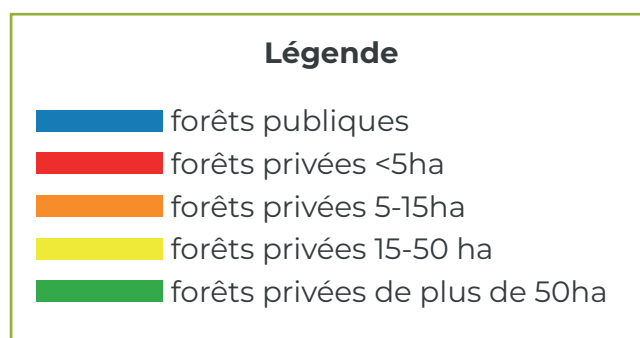 Légende
forêts publiques
forêts privées <5ha
forêts privées 5-15ha
forêts privées 15-50 ha
forêts privées de plus de 50ha